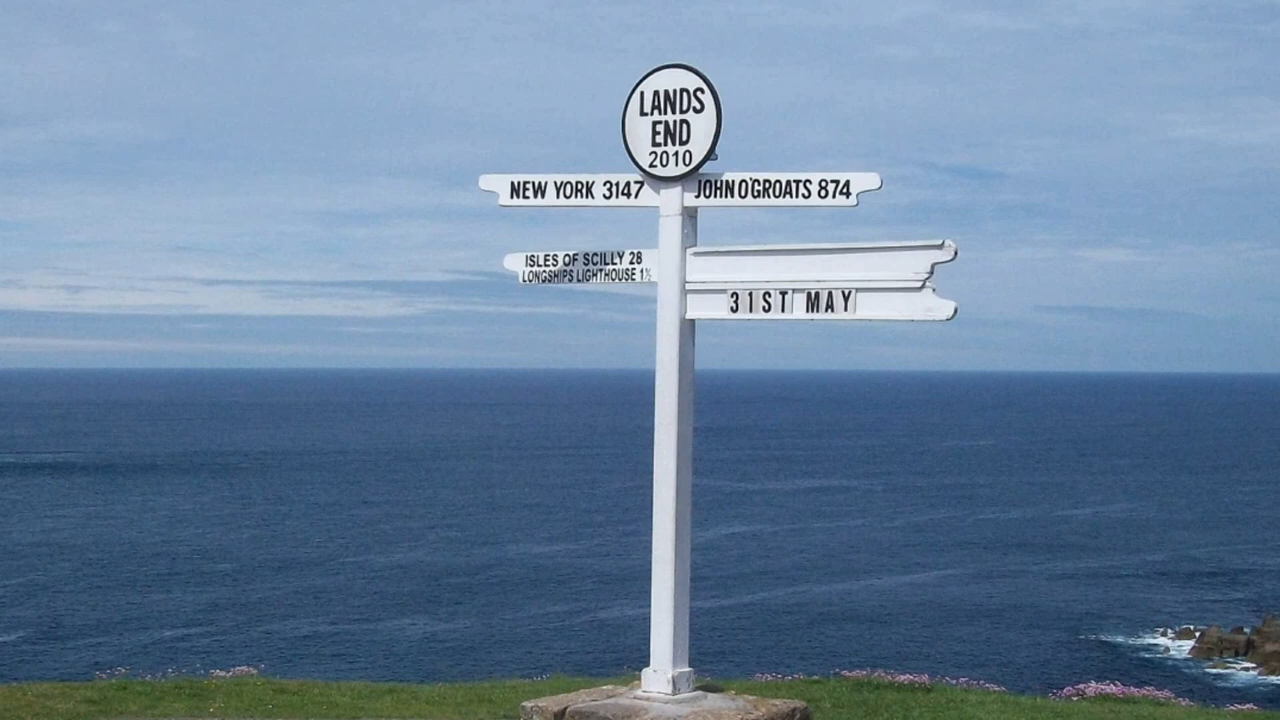 LANDS
END
2010
NEW YORK 3147
JOHN O'GROATS 874
ISLES OF SCILLY 28
LONGSHIPS LIGHTHOUSE 1½
31ST MAY